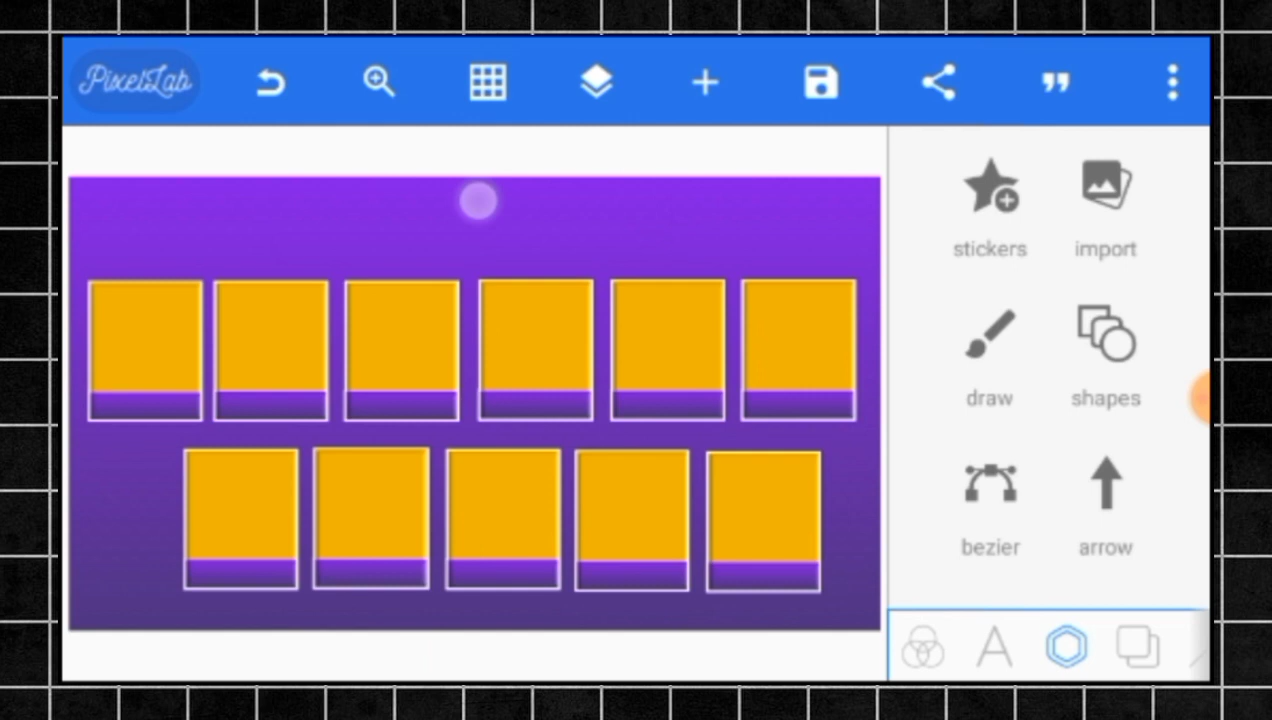 PixelLab
stickers
import
draw
shapes
bezier
arrow